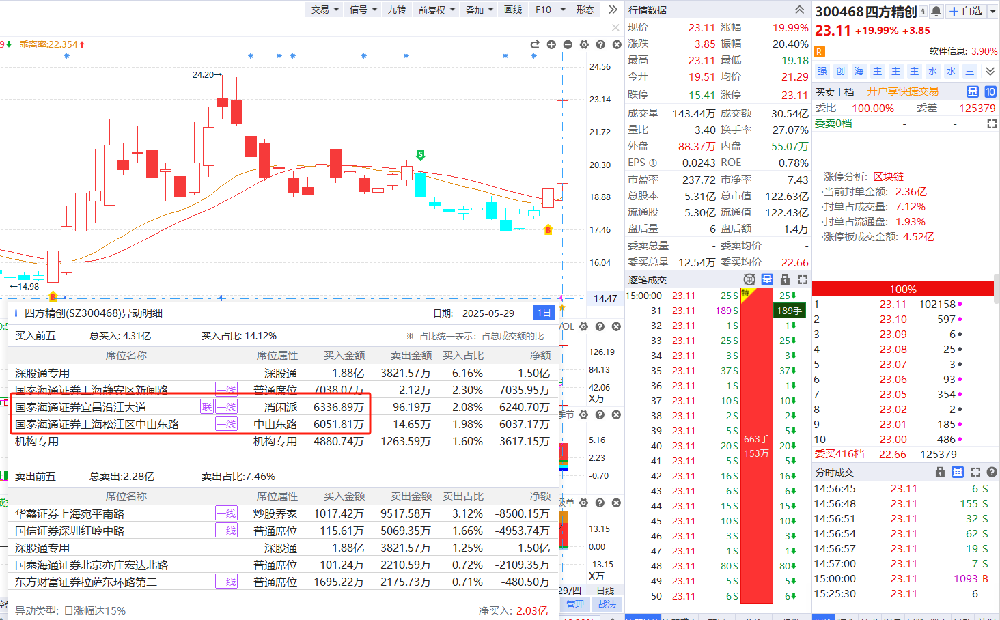 交易 信号 九转 前复权 叠加 画线 F10 形态
9 乖离率:22.354
24.20→
24.56
23.14
21.72
20.30
18.88
17.46
16.04
14.47
←14.98
S
B
B
四方精创(SZ300468)异动明细 日期: 2025-05-29 1日
买入前五 总买入: 4.31亿 买入占比: 14.12% ※ 占比统一表示: 占总成交额的比
席位名称 席位属性 买入金额 卖出金额 买入占比 净额
深股通专用 深股通 1.88亿 3821.57万 6.16% 1.50亿
国泰海通证券上海静安区新闸路 一线 普通席位 7038.07万 2.12万 2.30% 7035.95万
国泰海通证券宜昌沿江大道 联 一线 消闲派 6336.89万 96.19万 2.08% 6240.70万
国泰海通证券上海松江区中山东路 一线 中山东路 6051.81万 14.65万 1.98% 6037.17万
机构专用 机构专用 4880.74万 1263.59万 1.60% 3617.15万
卖出前五 总卖出:2.28亿 卖出占比:7.46%
席位名称 席位属性 买入金额 卖出金额 卖出占比 净额
华鑫证券上海宛平南路 一线 炒股养家 1017.42万 9517.58万 3.12% -8500.15万
国信证券深圳红岭中路 一线 普通席位 115.61万 5069.35万 1.66% -4953.74万
深股通专用 深股通 1.88亿 3821.57万 1.25% 1.50亿
国泰海通证券北京亦庄宏达北路 普通席位 101.24万 2210.59万 0.72% -2109.35万
东方财富证券拉萨东环路第二 一线 普通席位 1695.22万 2175.73万 0.71% -480.50万
异动类型: 日涨幅达15% 净买入: 2.03亿
VOL
126.19
84.13
42.06
X万
季节
5.16
2.23
-0.70
单
13.15
0.00
-13.15
X万
29/四 日线
管理 战法
行情数据
现价 23.11 涨幅 19.99%
涨跌 3.85 振幅 20.40%
最高 23.11 最低 19.18
今开 19.51 均价 21.29
跌停 15.41 涨停 23.11
成交量 143.44万 成交额 30.54亿
量比 3.40 换手率 27.07%
外盘 88.37万 内盘 55.07万
EPS ① 0.0243 ROE 0.78%
市盈率 237.72 市净率 7.43
总股本 5.31亿 总市值 122.63亿
流通股 5.30亿 流通值 122.43亿
盘后量 6 盘后额 1.4万
委卖总量 - 委卖均价 -
委买总量 12.54万 委买均价 22.66
逐笔成交 单 量
15:00:00 23.11 25 S 特 25
31 23.11 189 S 189手
32 23.11 1 S 1
33 23.11 25 S 25
34 23.11 3 S 3
35 23.11 37 S 37
36 23.11 1 S 1
37 23.11 10 S 10
38 23.11 2 S 2
39 23.11 5 S 5
40 23.11 20 S 20
41 23.11 5 S 5
42 23.11 16 S 16
43 23.11 6 S 6
44 23.11 15 S 15
45 23.11 10 S 10
46 23.11 3 S 3
47 23.11 1 S 1
48 23.11 80 S 80
49 23.11 5 S 5
50 23.11 6 S 6
663手
153万
300468 四方精创 自选
23.11 +19.99% +3.85
R 软件信息: 3.90%
强 创 海 主 主 主 水 水 三
买卖十档 开户享快捷交易 量 10
委比 100.00% 委差 125379
委卖0档 - -
涨停分析: 区块链
·当前封单金额: 2.36亿
·封单占成交量: 7.12%
·封单占流通盘: 1.93%
·涨停板成交金额: 4.52亿
100%
1 23.11 102158
2 23.10 597
3 23.09 6
4 23.08 25
5 23.07 3
6 23.06 93
7 23.05 354
8 23.02 2
9 23.01 185
10 23.00 486
委买416档 22.66 125379
分时成交 量
14:56:45 23.11 6 S
14:56:48 23.11 155 S
14:56:51 23.11 32 S
14:56:54 23.11 62 S
14:56:57 23.11 19 S
14:57:00 23.11 7 S
15:00:00 23.11 1093 B
15:25:30 23.11 6